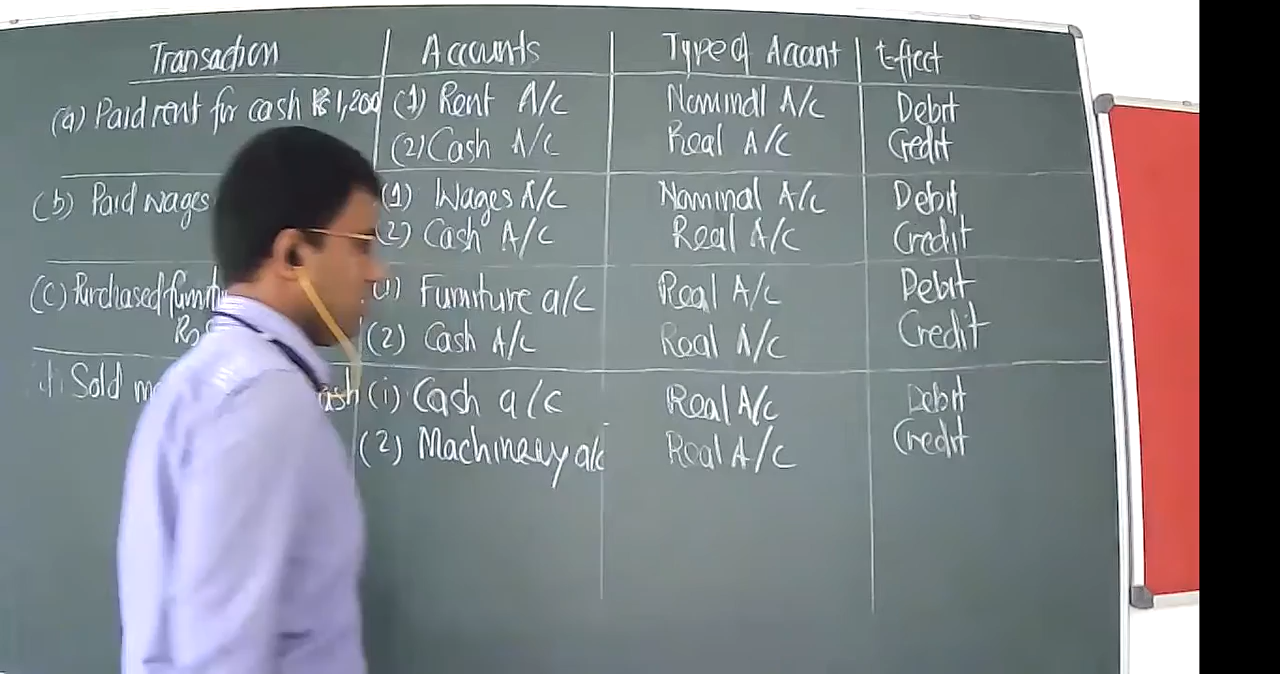 Transaction Accounts Type of Account Effect
(a) Paid rent for cash Rs 1,200 (1) Rent A/c Nominal A/c Debit
(2) Cash A/c Real A/c Credit
(b) Paid wages (1) Wages A/c Nominal A/c Debit
(2) Cash A/c Real A/c Credit
(c) Purchased (1) Furniture a/c Real A/c Debit
Rs (2) Cash A/c Real A/c Credit
Sold (1) Cash a/c Real A/c Debit
(2) Machinery a/c Real A/c Credit